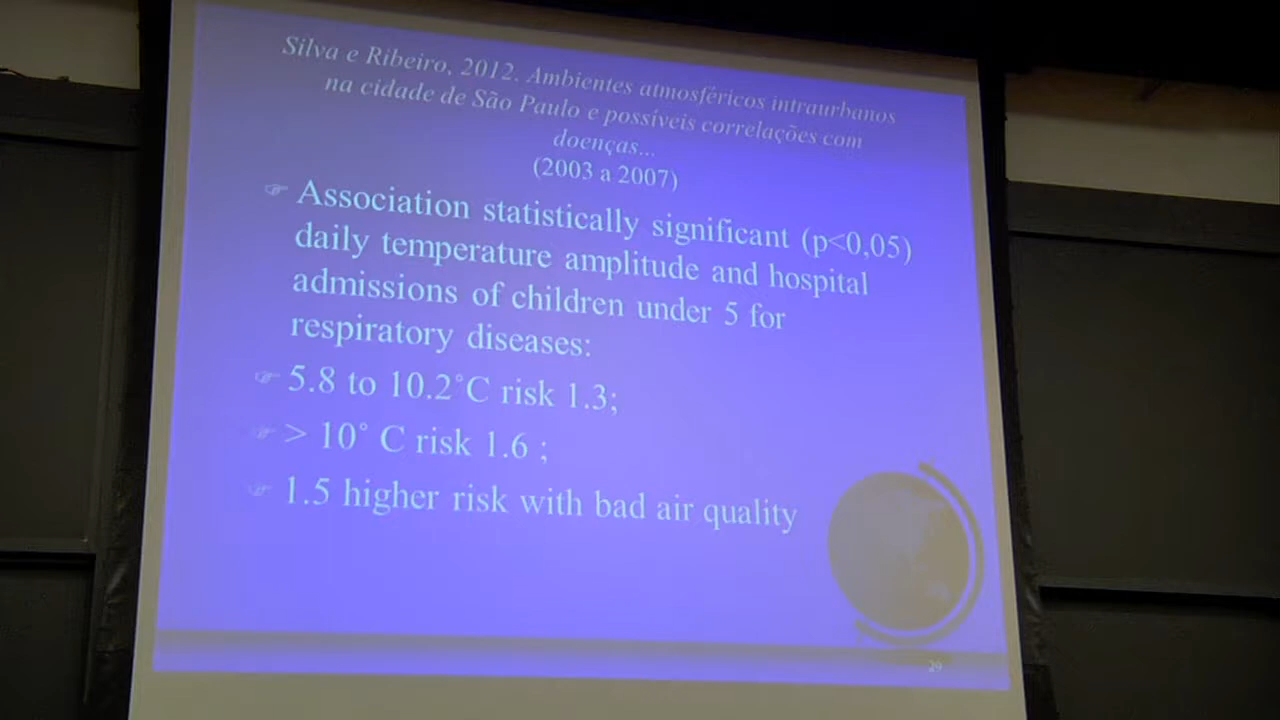 Silva e Ribeiro, 2012. Ambientes atmosféricos intraurbanos
na cidade de São Paulo e possíveis correlações com
doenças...
(2003 a 2007)
Association statistically significant (p<0,05)
daily temperature amplitude and hospital
admissions of children under 5 for
respiratory diseases:
5.8 to 10.2°C risk 1.3;
> 10° C risk 1.6 ;
1.5 higher risk with bad air quality
29